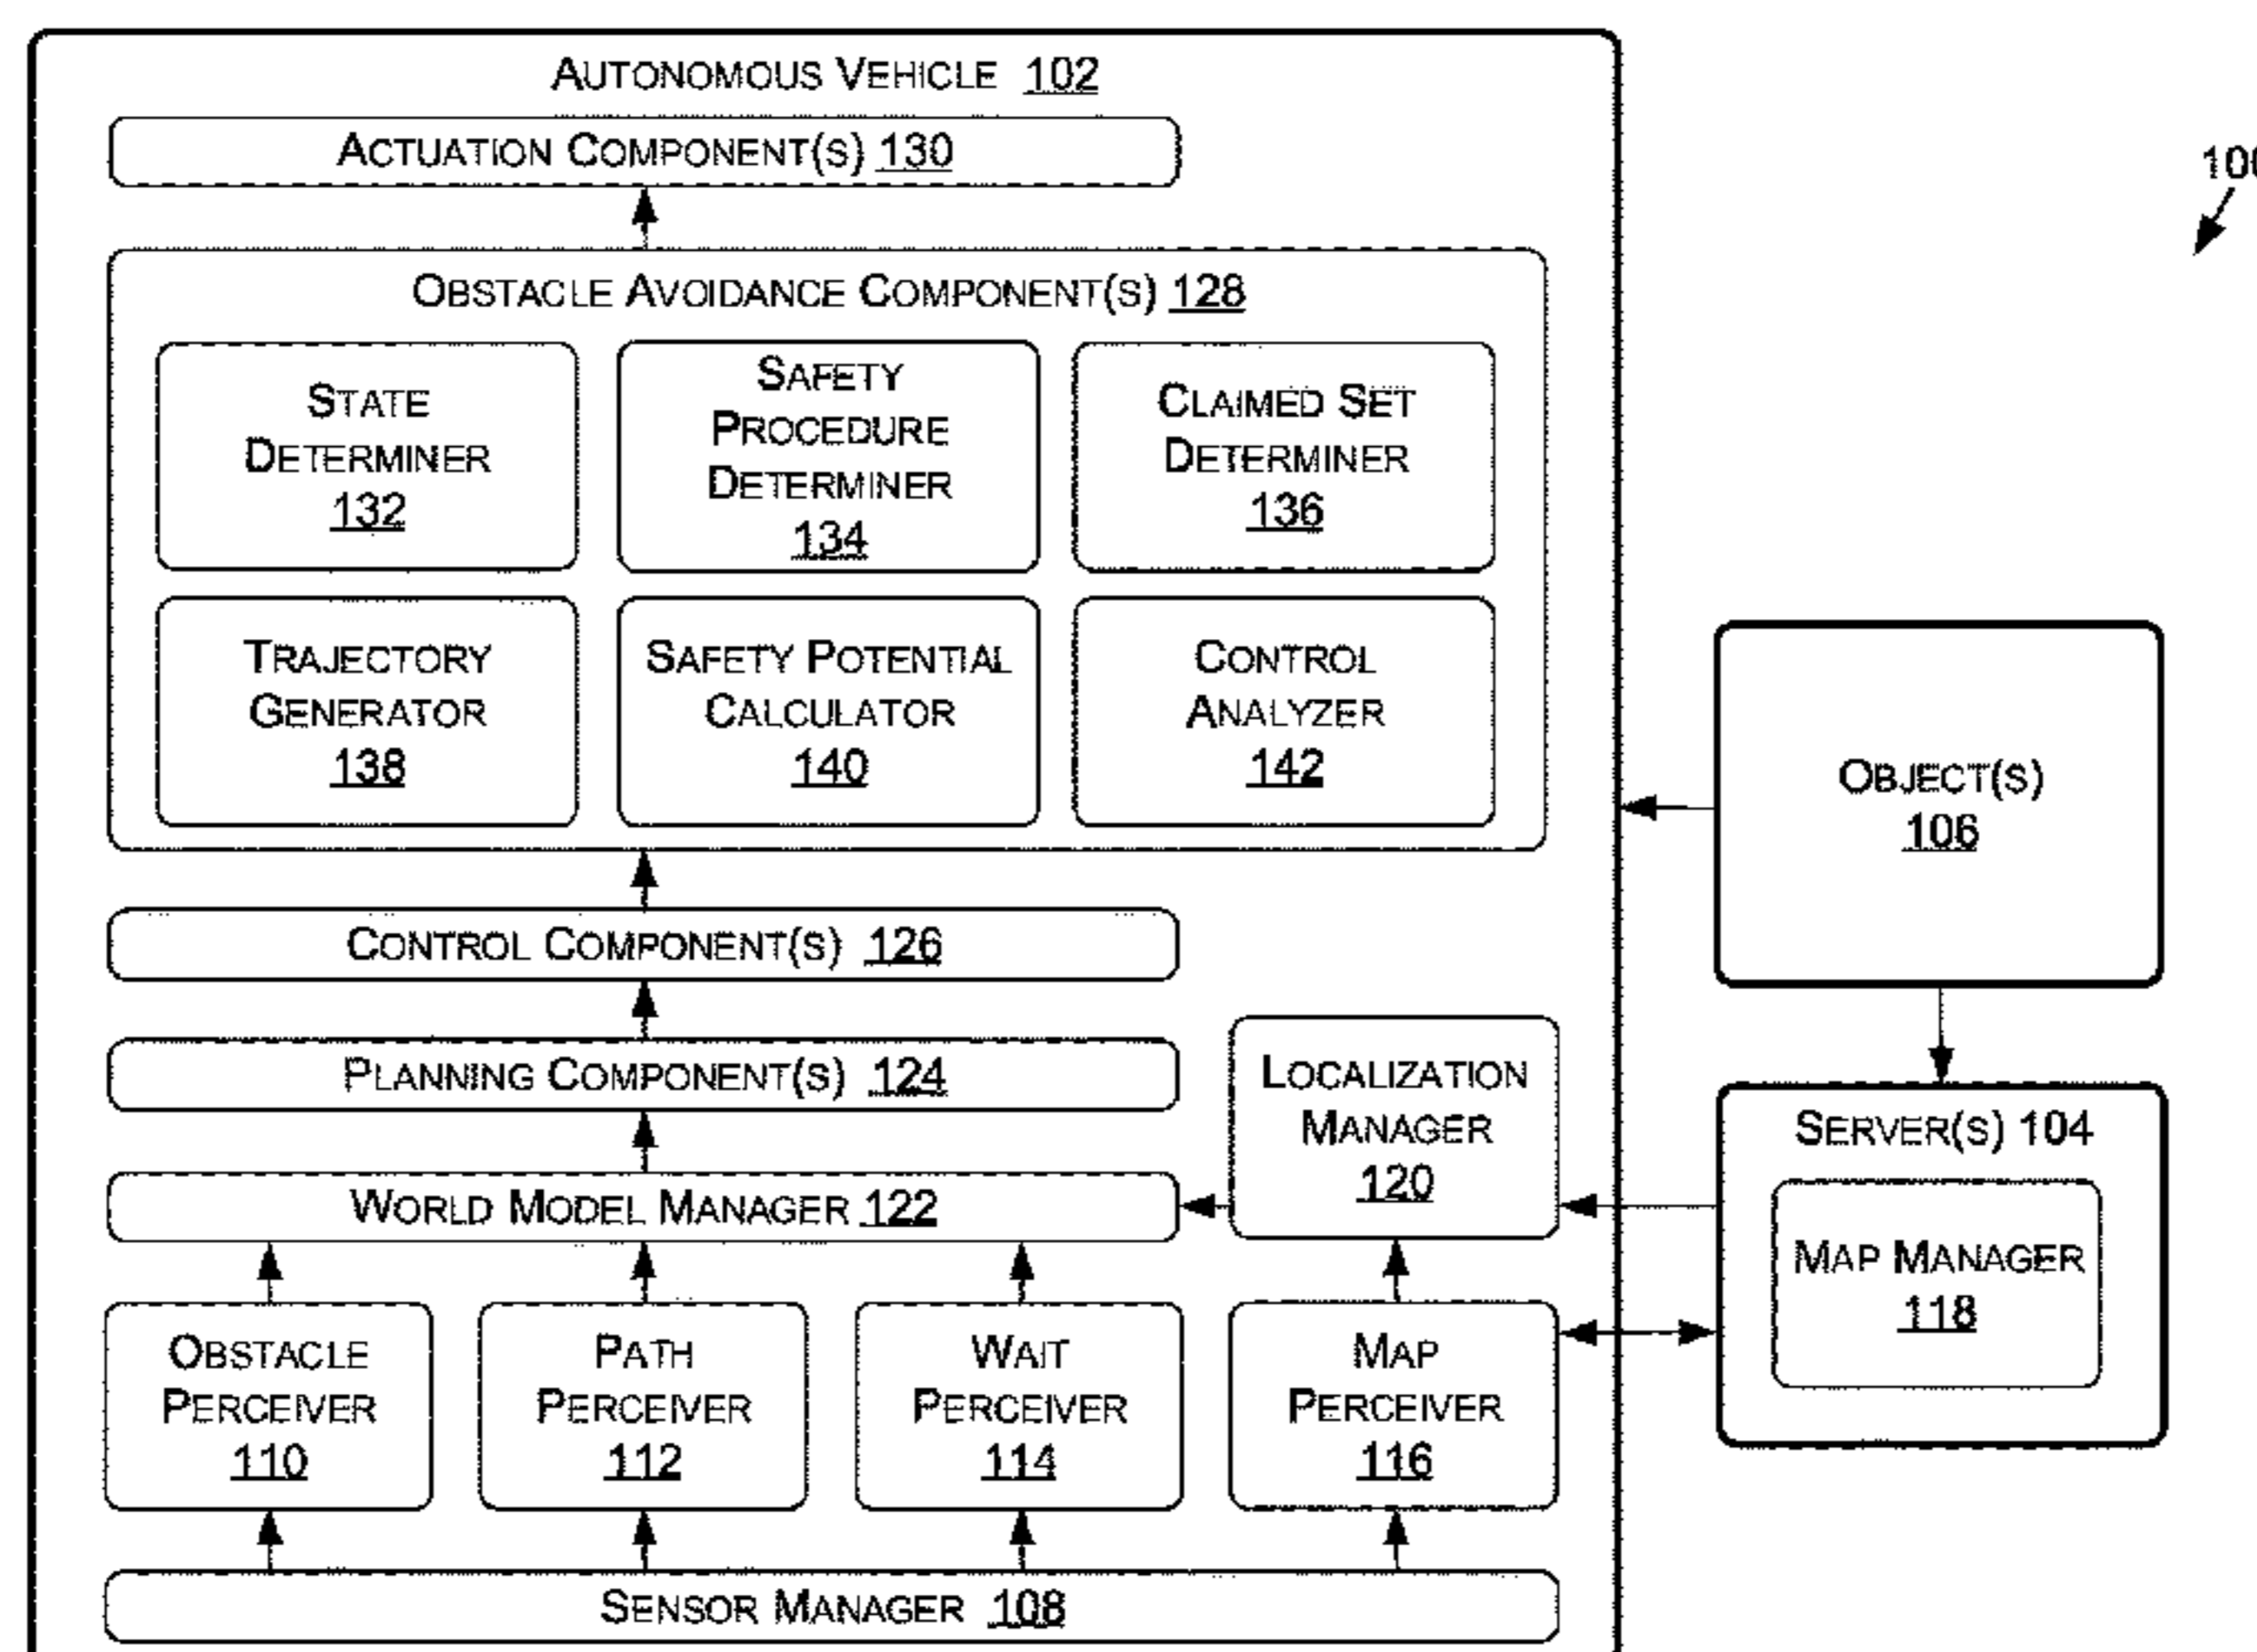 AUTONOMOUS VEHICLE 102
ACTUATION COMPONENT(S) 130
100
OBSTACLE AVOIDANCE COMPONENT(S) 128
STATE
DETERMINER
132
SAFETY
PROCEDURE
DETERMINER
134
CLAIMED SET
DETERMINER
136
TRAJECTORY
GENERATOR
138
SAFETY POTENTIAL
CALCULATOR
140
CONTROL
ANALYZER
142
OBJECT(S)
106
CONTROL COMPONENT(S) 126
PLANNING COMPONENT(S) 124
LOCALIZATION
MANAGER
120
SERVER(S) 104
MAP MANAGER
118
WORLD MODEL MANAGER 122
OBSTACLE
PERCEIVER
110
PATH
PERCEIVER
112
WAIT
PERCEIVER
114
MAP
PERCEIVER
116
SENSOR MANAGER 108